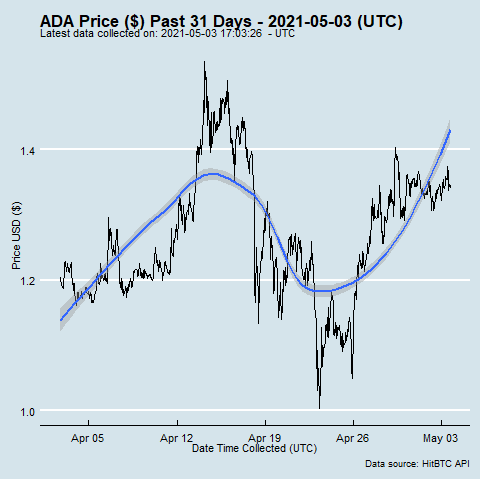 ADA Price ($) Past 31 Days - 2021-05-03 (UTC)
Latest data collected on: 2021-05-03 17:03:26 - UTC
Price USD ($)
1.4
1.2
1.0
Apr 05 Apr 12 Apr 19 Apr 26 May 03
Date Time Collected (UTC)
Data source: HitBTC API